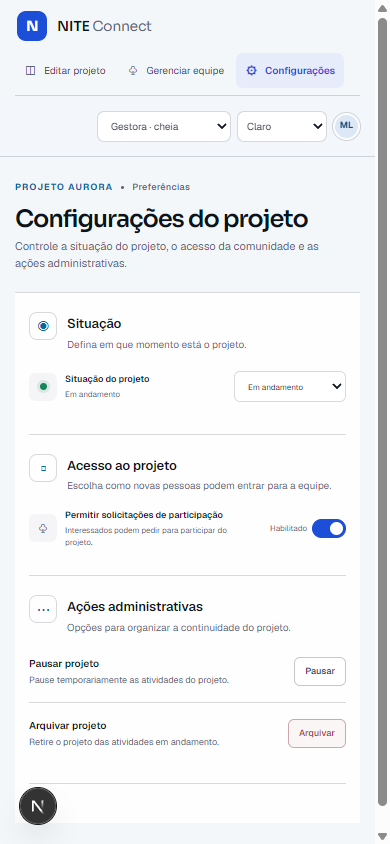 N NITE Connect
Editar projeto Gerenciar equipe Configurações
Gestora · cheia Claro ML
PROJETO AURORA • Preferências
Configurações do projeto
Controle a situação do projeto, o acesso da comunidade e as
ações administrativas.
Situação
Defina em que momento está o projeto.
Situação do projeto
Em andamento
Em andamento
Acesso ao projeto
Escolha como novas pessoas podem entrar para a equipe.
Permitir solicitações de participação
Interessados podem pedir para participar do
projeto.
Habilitado
Ações administrativas
Opções para organizar a continuidade do projeto.
Pausar projeto
Pause temporariamente as atividades do projeto.
Pausar
Arquivar projeto
Retire o projeto das atividades em andamento.
Arquivar
N